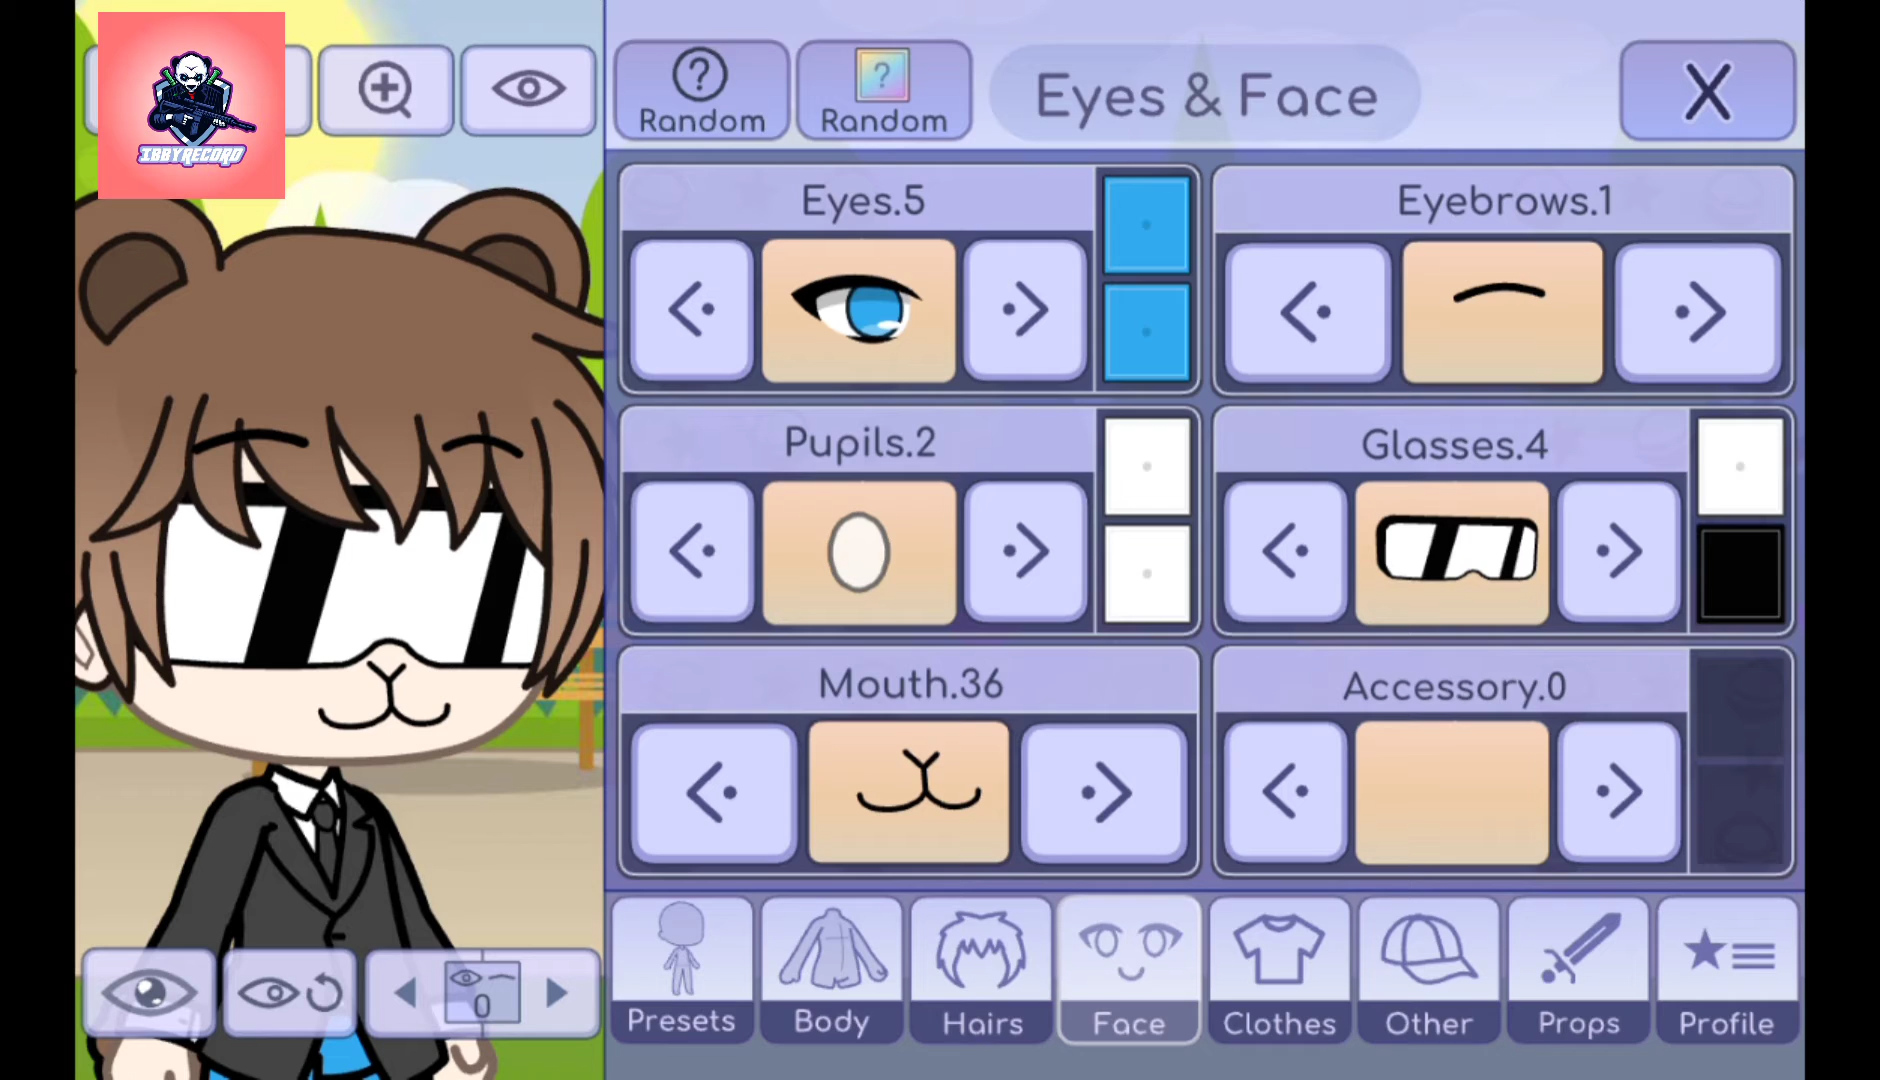 IBBYRECORD
Random
Random
Eyes & Face
X
Eyes.5
Eyebrows.1
Pupils.2
Glasses.4
Mouth.36
Accessory.0
0
Presets
Body
Hairs
Face
Clothes
Other
Props
Profile